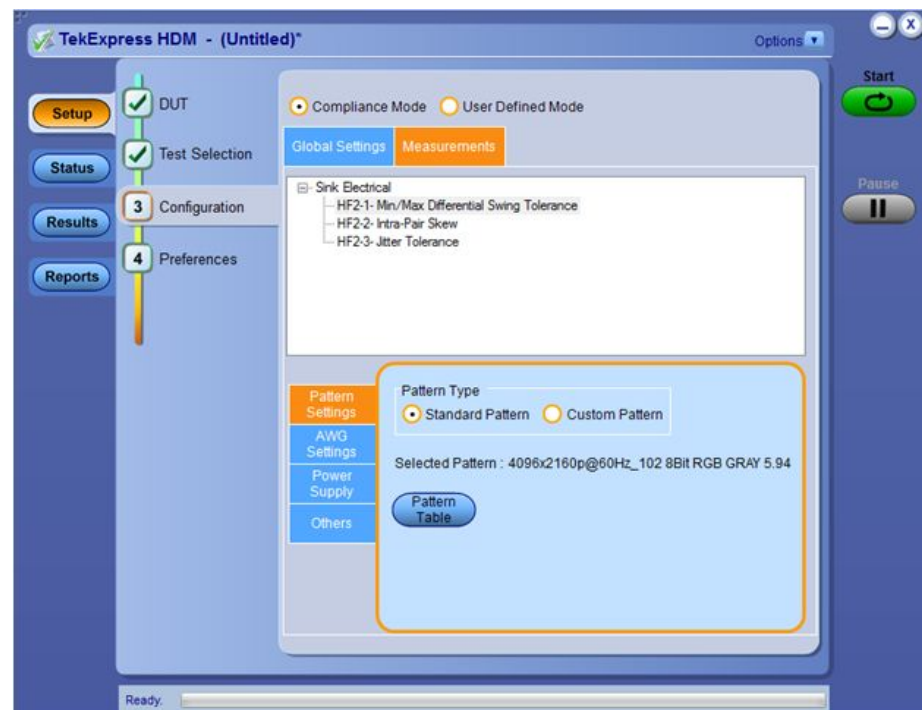 TekExpress HDM - (Untitled)*
Options
Start
Pause
Setup
Status
Results
Reports
DUT
Test Selection
3 Configuration
4 Preferences
Compliance Mode User Defined Mode
Global Settings Measurements
Sink Electrical
HF2-1- Min/Max Differential Swing Tolerance
HF2-2- Intra-Pair Skew
HF2-3- Jitter Tolerance
Pattern
Settings
AWG
Settings
Power
Supply
Others
Pattern Type
Standard Pattern Custom Pattern
Selected Pattern : 4096x2160p@60Hz_102 8Bit RGB GRAY 5.94
Pattern
Table
Ready.